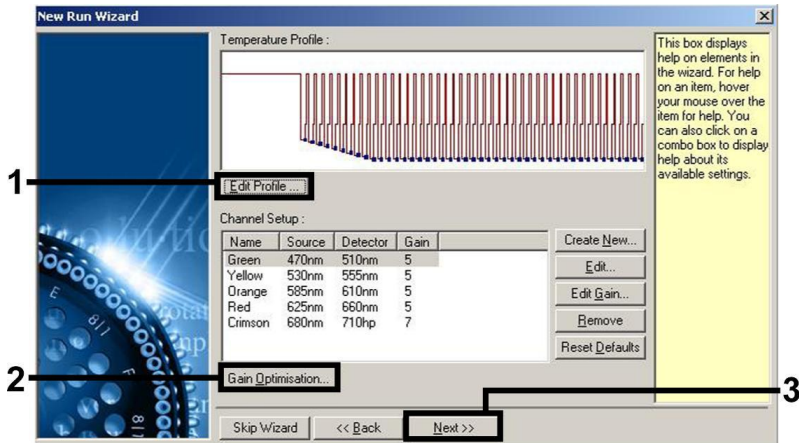 New Run Wizard
Temperature Profile :
1
Edit Profile ...
Channel Setup :
Name Source Detector Gain
Green 470nm 510nm 5
Yellow 530nm 555nm 5
Orange 585nm 610nm 5
Red 625nm 660nm 5
Crimson 680nm 710hp 7
Create New...
Edit...
Edit Gain...
Remove
Reset Defaults
2
Gain Optimisation...
Skip Wizard
<< Back
Next >>
3
This box displays
help on elements in
the wizard. For help
on an item, hover
your mouse over the
item for help. You
can also click on a
combo box to display
help about its
available settings.